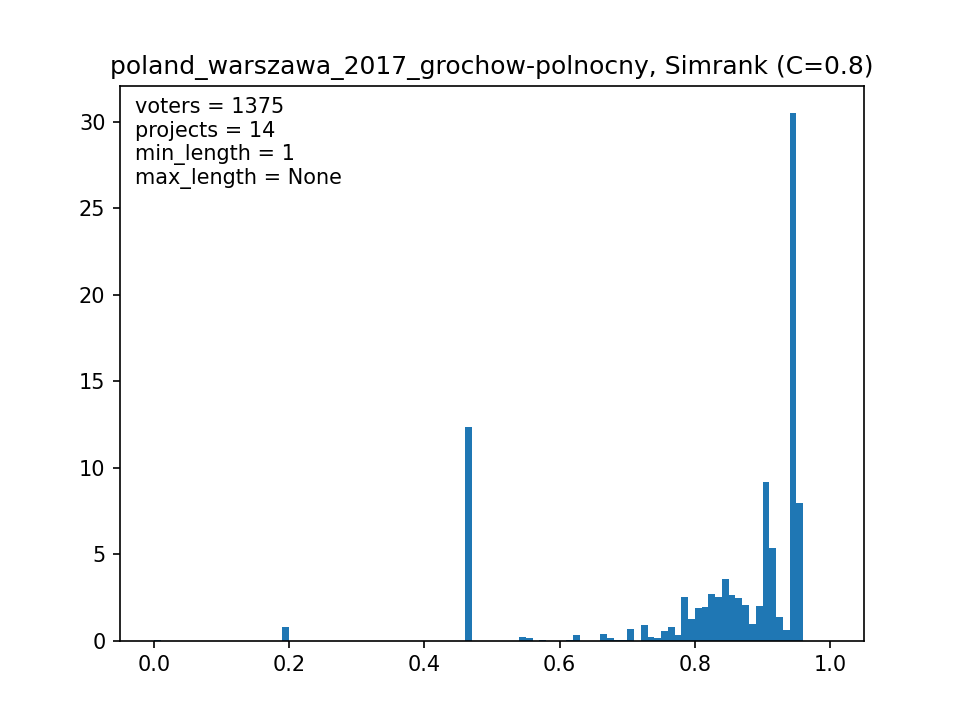 poland_warszawa_2017_grochow-polnocny, Simrank (C=0.8)
voters = 1375
projects = 14
min_length = 1
max_length = None
30
25
20
15
10
5
0
0.0 0.2 0.4 0.6 0.8 1.0